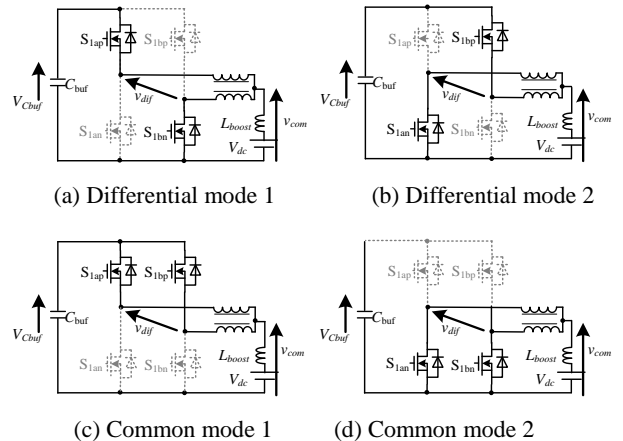 S1ap S1bp
Cbuf
VCbuf
vdif
S1an S1bn
Lboost
vcom
Vdc
(a) Differential mode 1
S1ap S1bp
Cbuf
VCbuf
vdif
S1an S1bn
Lboost
vcom
Vdc
(b) Differential mode 2
S1ap S1bp
Cbuf
VCbuf
vdif
S1an S1bn
Lboost
vcom
Vdc
(c) Common mode 1
S1ap S1bp
Cbuf
VCbuf
vdif
S1an S1bn
Lboost
vcom
Vdc
(d) Common mode 2